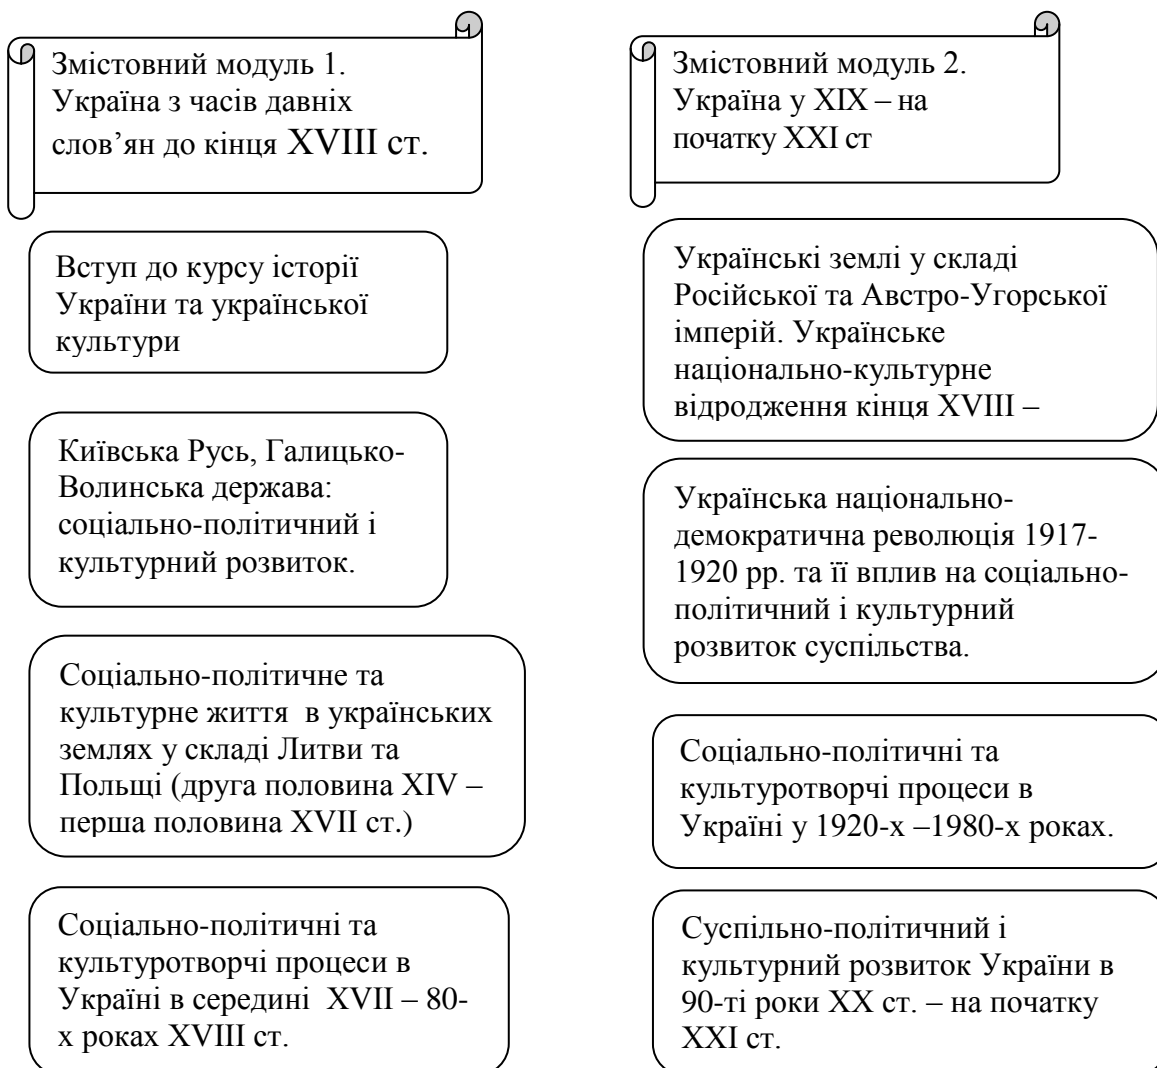 Змістовний модуль 1.
Україна з часів давніх
слов’ян до кінця XVIII ст.
Вступ до курсу історії
України та української
культури
Київська Русь, Галицько-
Волинська держава:
соціально-політичний і
культурний розвиток.
Соціально-політичне та
культурне життя  в українських
землях у складі Литви та
Польщі (друга половина XIV –
перша половина XVII ст.)
Соціально-політичні та
культуротворчі процеси в
Україні в середині  XVII – 80-
х роках XVIII ст.
Змістовний модуль 2.
Україна у XIX – на
початку XXI ст
Українські землі у складі
Російської та Австро-Угорської
імперій. Українське
національно-культурне
відродження кінця XVIII –
Українська національно-
демократична революція 1917-
1920 рр. та її вплив на соціально-
політичний і культурний
розвиток суспільства.
Соціально-політичні та
культуротворчі процеси в
Україні у 1920-х –1980-х роках.
Суспільно-політичний і
культурний розвиток України в
90-ті роки XX ст. – на початку
XXI ст.